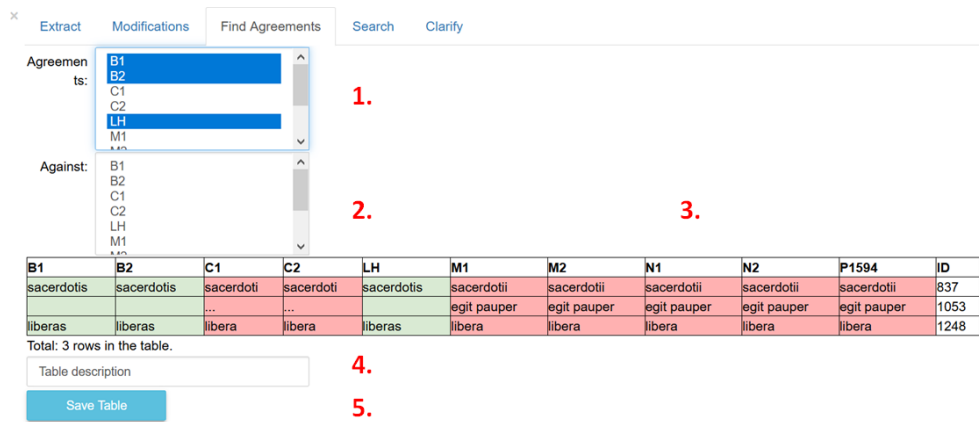 ×
Extract Modifications Find Agreements Search Clarify
Agreemen
ts:
B1
B2
C1
C2
LH
M1
M2
1.
Against:
B1
B2
C1
C2
LH
M1
M2
2. 3.
B1 B2 C1 C2 LH M1 M2 N1 N2 P1594 ID
sacerdotis sacerdotis sacerdoti sacerdoti sacerdotis sacerdotii sacerdotii sacerdotii sacerdotii sacerdotii 837
... ... egit pauper egit pauper egit pauper egit pauper egit pauper 1053
liberas liberas libera libera liberas libera libera libera libera libera 1248
Total: 3 rows in the table.
Table description 4.
Save Table 5.